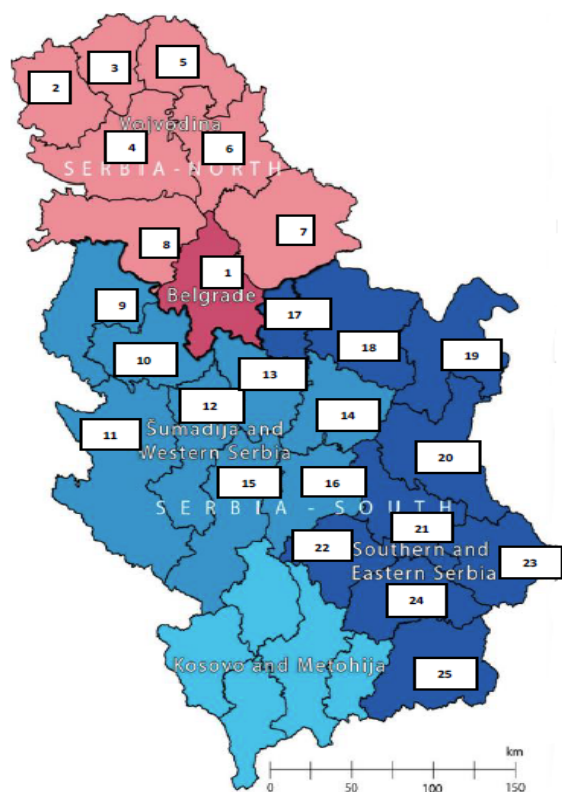 3
5
2
Vojvodina
4
6
SERBIA-NORTH
8
7
1
Belgrade
9
17
10
18
19
13
12
14
11
Šumadija and
Western Serbia
20
15
16
SERBIA - SOUTH
21
22
Southern and
Eastern Serbia
23
24
Kosovo and Metohija
25
km
0 50 100 150